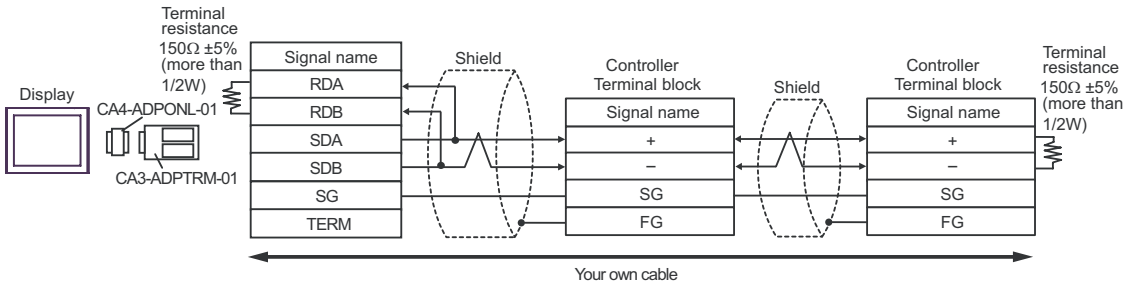 Terminal
resistance
150Ω ±5%
(more than
1/2W)
Display
CA4-ADPONL-01
CA3-ADPTRM-01
Signal name
RDA
RDB
SDA
SDB
SG
TERM
Shield
Controller
Terminal block
Signal name
+
–
SG
FG
Shield
Controller
Terminal block
Signal name
+
–
SG
FG
Terminal
resistance
150Ω ±5%
(more than
1/2W)
Your own cable